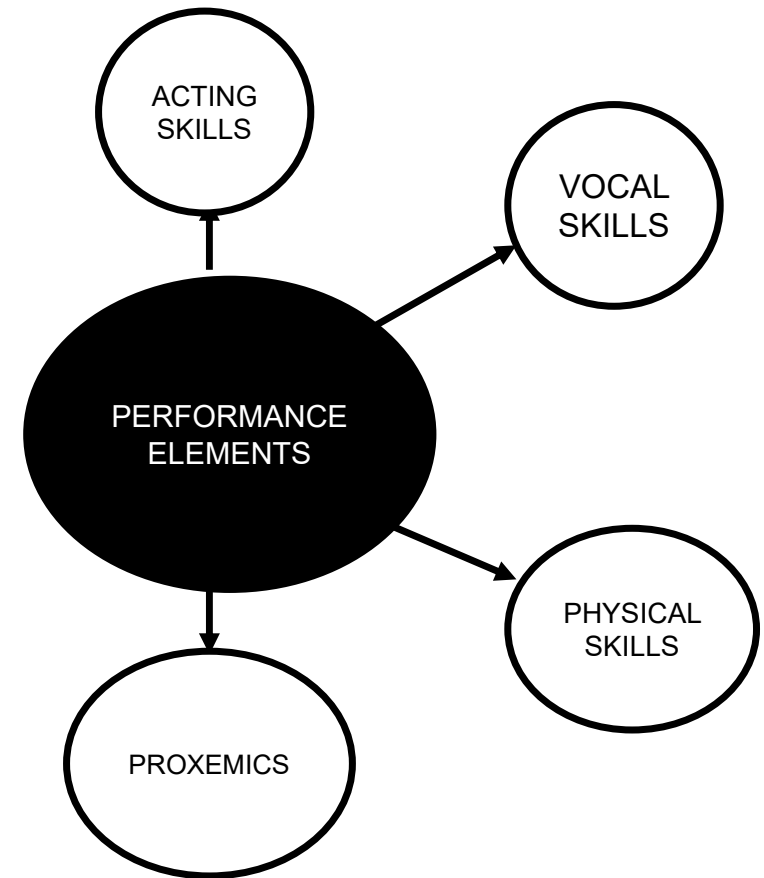 ACTING
SKILLS
VOCAL
SKILLS
PERFORMANCE
ELEMENTS
PHYSICAL
SKILLS
PROXEMICS